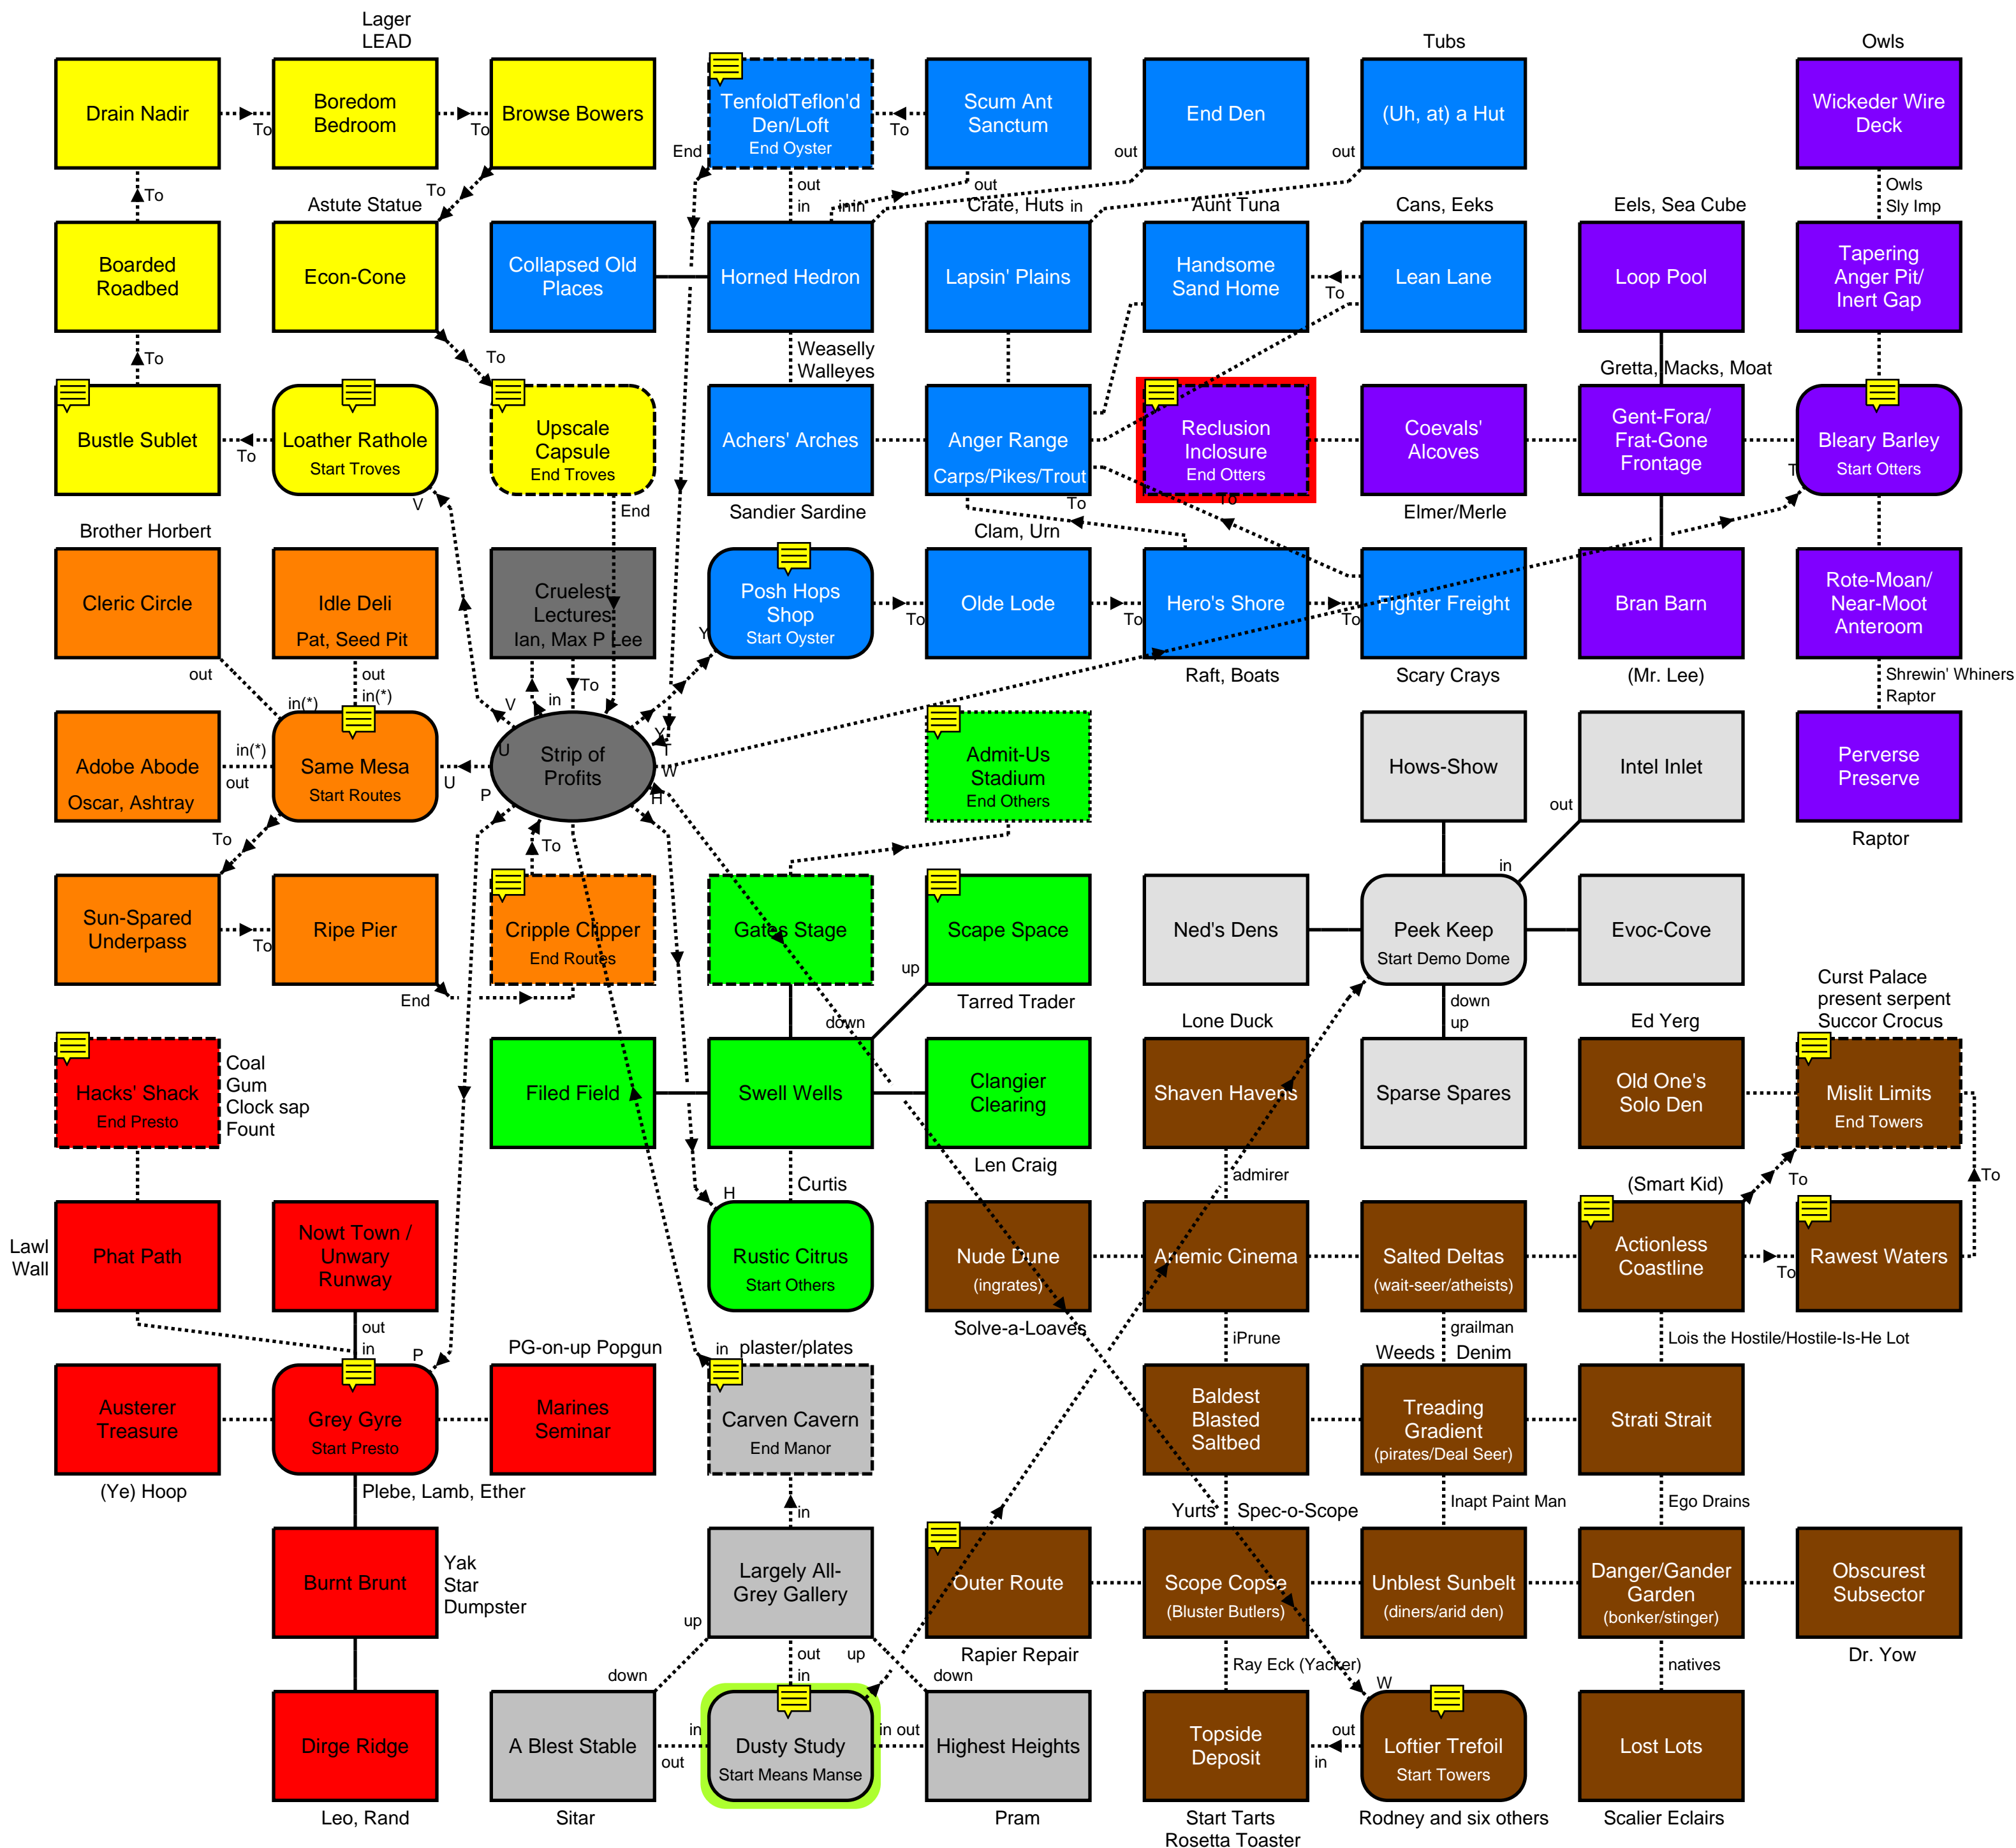 Lager
LEAD
Tubs
Owls
Drain Nadir
To
Boredom
Bedroom
To
Browse Bowers
TenfoldTeflon'd
Den/Loft
End Oyster
To
Scum Ant
Sanctum
End Den
(Uh, at) a Hut
Wickeder Wire
Deck
End
out
in
out
out
out
in in
To
To
Astute Statue
Crate, Huts
in
Aunt Tuna
Cans, Eeks
Eels, Sea Cube
Owls
Sly Imp
Boarded
Roadbed
Econ-Cone
Collapsed Old
Places
Horned Hedron
Lapsin' Plains
Handsome
Sand Home
To
Lean Lane
Loop Pool
Tapering
Anger Pit/
Inert Gap
To
To
Weaselly
Walleyes
Gretta, Macks, Moat
Bustle Sublet
To
Loather Rathole
Start Troves
Upscale
Capsule
End Troves
Achers' Arches
Anger Range
Carps/Pikes/Trout
Reclusion
Inclosure
End Otters
Coevals'
Alcoves
Gent-Fora/
Frat-Gone
Frontage
Bleary Barley
Start Otters
T
V
End
Sandier Sardine
To
To
Elmer/Merle
Brother Horbert
Clam, Urn
Cleric Circle
Idle Deli
Pat, Seed Pit
Cruelest
Lectures
Ian, Max P Lee
Posh Hops
Shop
Start Oyster
Y
To
Olde Lode
To
Hero's Shore
To
Fighter Freight
Bran Barn
Rote-Moan/
Near-Moot
Anteroom
out
out
in(*)
in(*)
V
in
To
Raft, Boats
Scary Crays
(Mr. Lee)
Shrewin' Whiners
Raptor
Adobe Abode
Oscar, Ashtray
in(*)
out
Same Mesa
Start Routes
U
U
P
Strip of
Profits
Y
T
W
H
Admit-Us
Stadium
End Others
Hows-Show
Intel Inlet
out
Perverse
Preserve
Raptor
To
To
in
Sun-Spared
Underpass
To
Ripe Pier
End
Cripple Clipper
End Routes
Gates Stage
up
Scape Space
Tarred Trader
Ned's Dens
Peek Keep
Start Demo Dome
Evoc-Cove
down
down
up
Lone Duck
Ed Yerg
Curst Palace
present serpent
Succor Crocus
Hacks' Shack
End Presto
Coal
Gum
Clock sap
Fount
Filed Field
Swell Wells
Clangier
Clearing
Len Craig
Shaven Havens
Sparse Spares
Old One's
Solo Den
Mislit Limits
End Towers
Curtis
H
admirer
(Smart Kid)
To
To
Lawl
Wall
Phat Path
Nowt Town /
Unwary
Runway
Rustic Citrus
Start Others
Nude Dune
(ingrates)
Solve-a-Loaves
Anemic Cinema
Salted Deltas
(wait-seer/atheists)
Actionless
Coastline
To
Rawest Waters
out
in
P
PG-on-up Popgun
in
plaster/plates
iPrune
grailman
Weeds
Denim
Lois the Hostile/Hostile-Is-He Lot
Austerer
Treasure
(Ye) Hoop
Grey Gyre
Start Presto
Marines
Seminar
Carven Cavern
End Manor
Baldest
Blasted
Saltbed
Treading
Gradient
(pirates/Deal Seer)
Strati Strait
Plebe, Lamb, Ether
in
Yurts
Spec-o-Scope
Inapt Paint Man
Ego Drains
Burnt Brunt
Yak
Star
Dumpster
Largely All-
Grey Gallery
Outer Route
Rapier Repair
Scope Copse
(Bluster Butlers)
Unblest Sunbelt
(diners/arid den)
Danger/Gander
Garden
(bonker/stinger)
Obscurest
Subsector
Dr. Yow
up
down
out
in
up
down
Ray Eck (Yacker)
W
natives
Dirge Ridge
Leo, Rand
A Blest Stable
Sitar
in
out
Dusty Study
Start Means Manse
in out
Highest Heights
Pram
Topside
Deposit
Start Tarts
Rosetta Toaster
out
in
Loftier Trefoil
Start Towers
Rodney and six others
Lost Lots
Scalier Eclairs